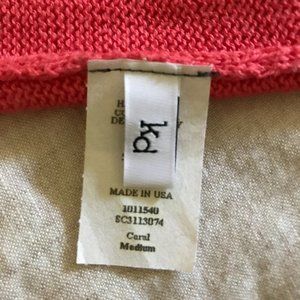 kd
MADE IN USA
1011540
SC3113074
Coral
Medium